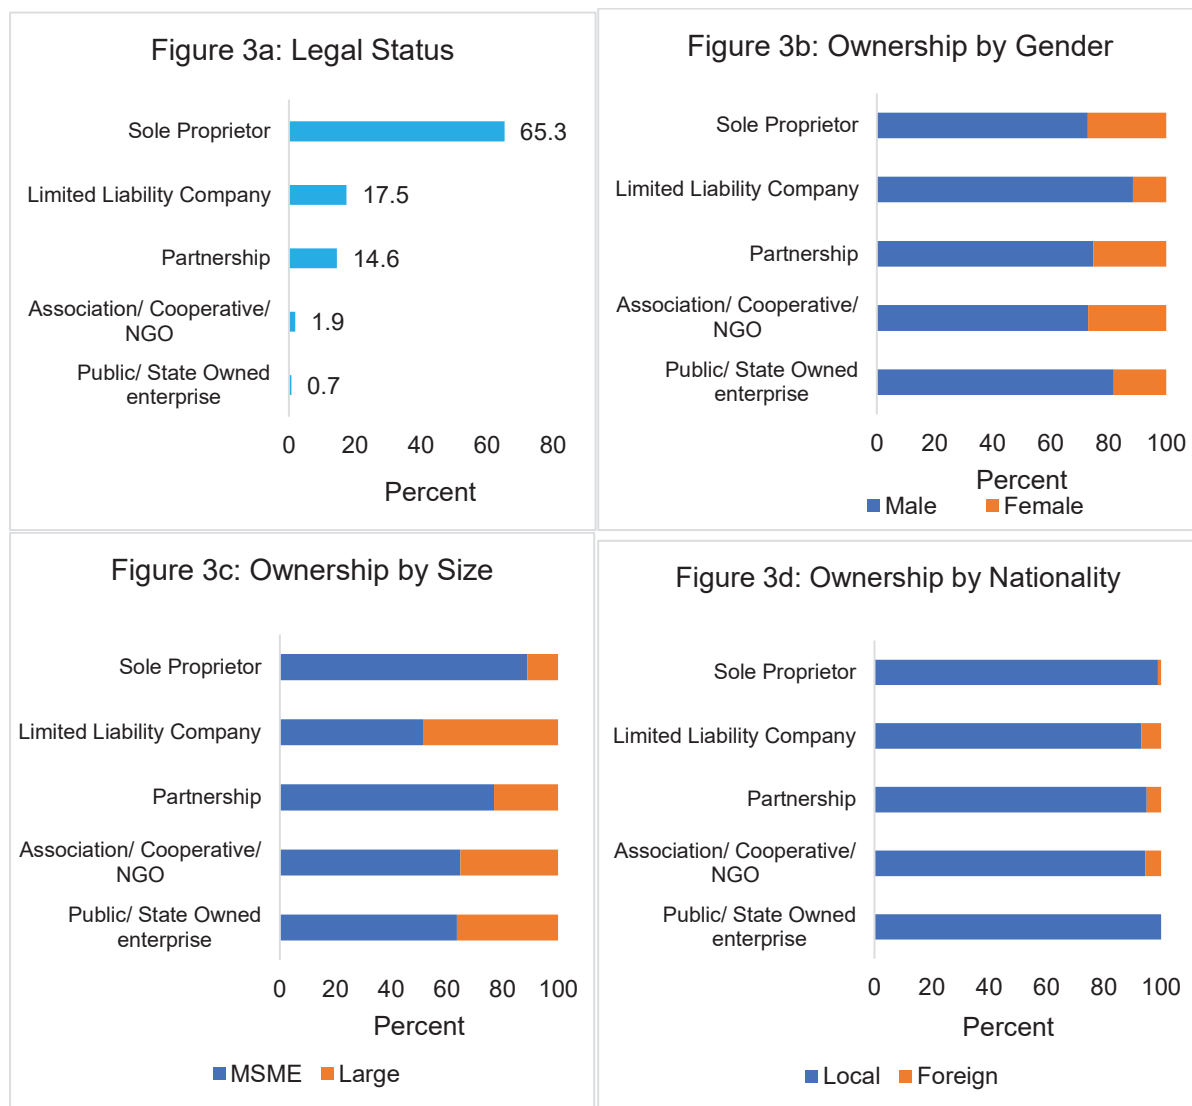 Figure 3a: Legal Status
Sole Proprietor
65.3
Limited Liability Company
17.5
Partnership
14.6
Association/ Cooperative/
NGO
1.9
Public/ State Owned
enterprise
0.7
0 20 40 60 80
Percent
Figure 3b: Ownership by Gender
Sole Proprietor
Limited Liability Company
Partnership
Association/ Cooperative/
NGO
Public/ State Owned
enterprise
0 20 40 60 80 100
Percent
Male Female
Figure 3c: Ownership by Size
Sole Proprietor
Limited Liability Company
Partnership
Association/ Cooperative/
NGO
Public/ State Owned
enterprise
0 20 40 60 80 100
Percent
MSME Large
Figure 3d: Ownership by Nationality
Sole Proprietor
Limited Liability Company
Partnership
Association/ Cooperative/
NGO
Public/ State Owned
enterprise
0 20 40 60 80 100
Percent
Local Foreign